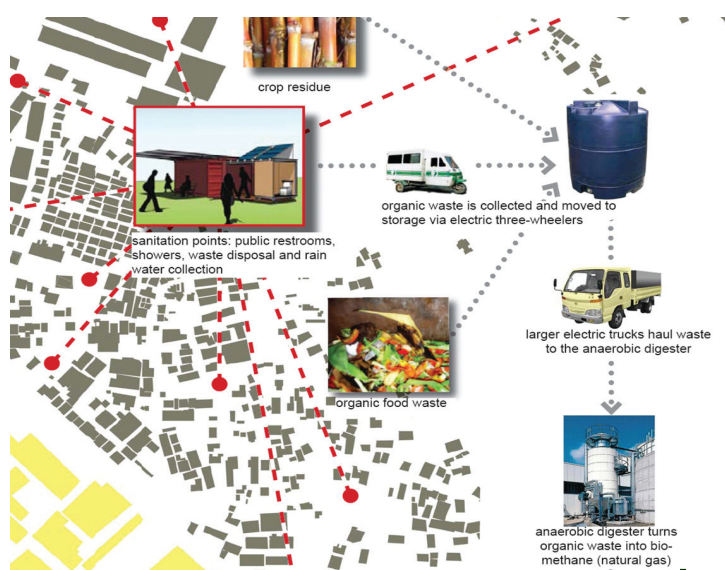 crop residue
organic waste is collected and moved to
storage via electric three-wheelers
sanitation points: public restrooms,
showers, waste disposal and rain
water collection
larger electric trucks haul waste
to the anaerobic digester
organic food waste
anaerobic digester turns
organic waste into bio-
methane (natural gas)